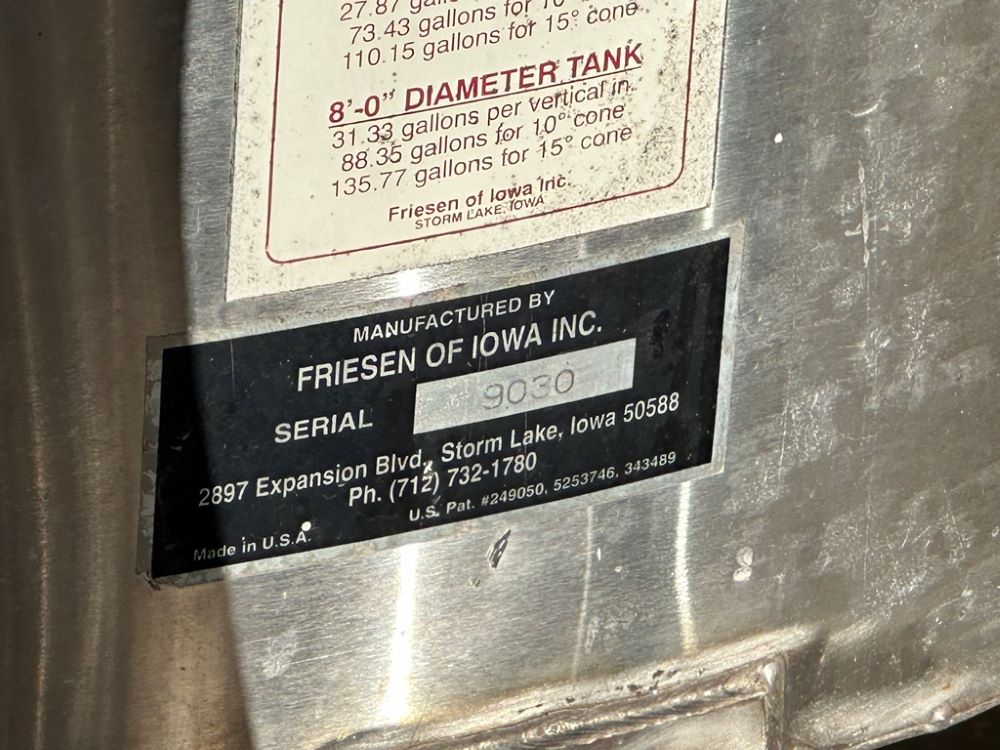 27.87
73.43 gallons for 10° cone
110.15 gallons for 15° cone
8'-0" DIAMETER TANK
31.33 gallons per vertical in.
88.35 gallons for 10° cone
135.77 gallons for 15° cone
Friesen of Iowa Inc.
STORM LAKE, IOWA
MANUFACTURED BY
FRIESEN OF IOWA INC.
SERIAL 9030
2897 Expansion Blvd., Storm Lake, Iowa 50588
Ph. (712) 732-1780
U.S. Pat. #249050, 5253746, 343489
Made in U.S.A.